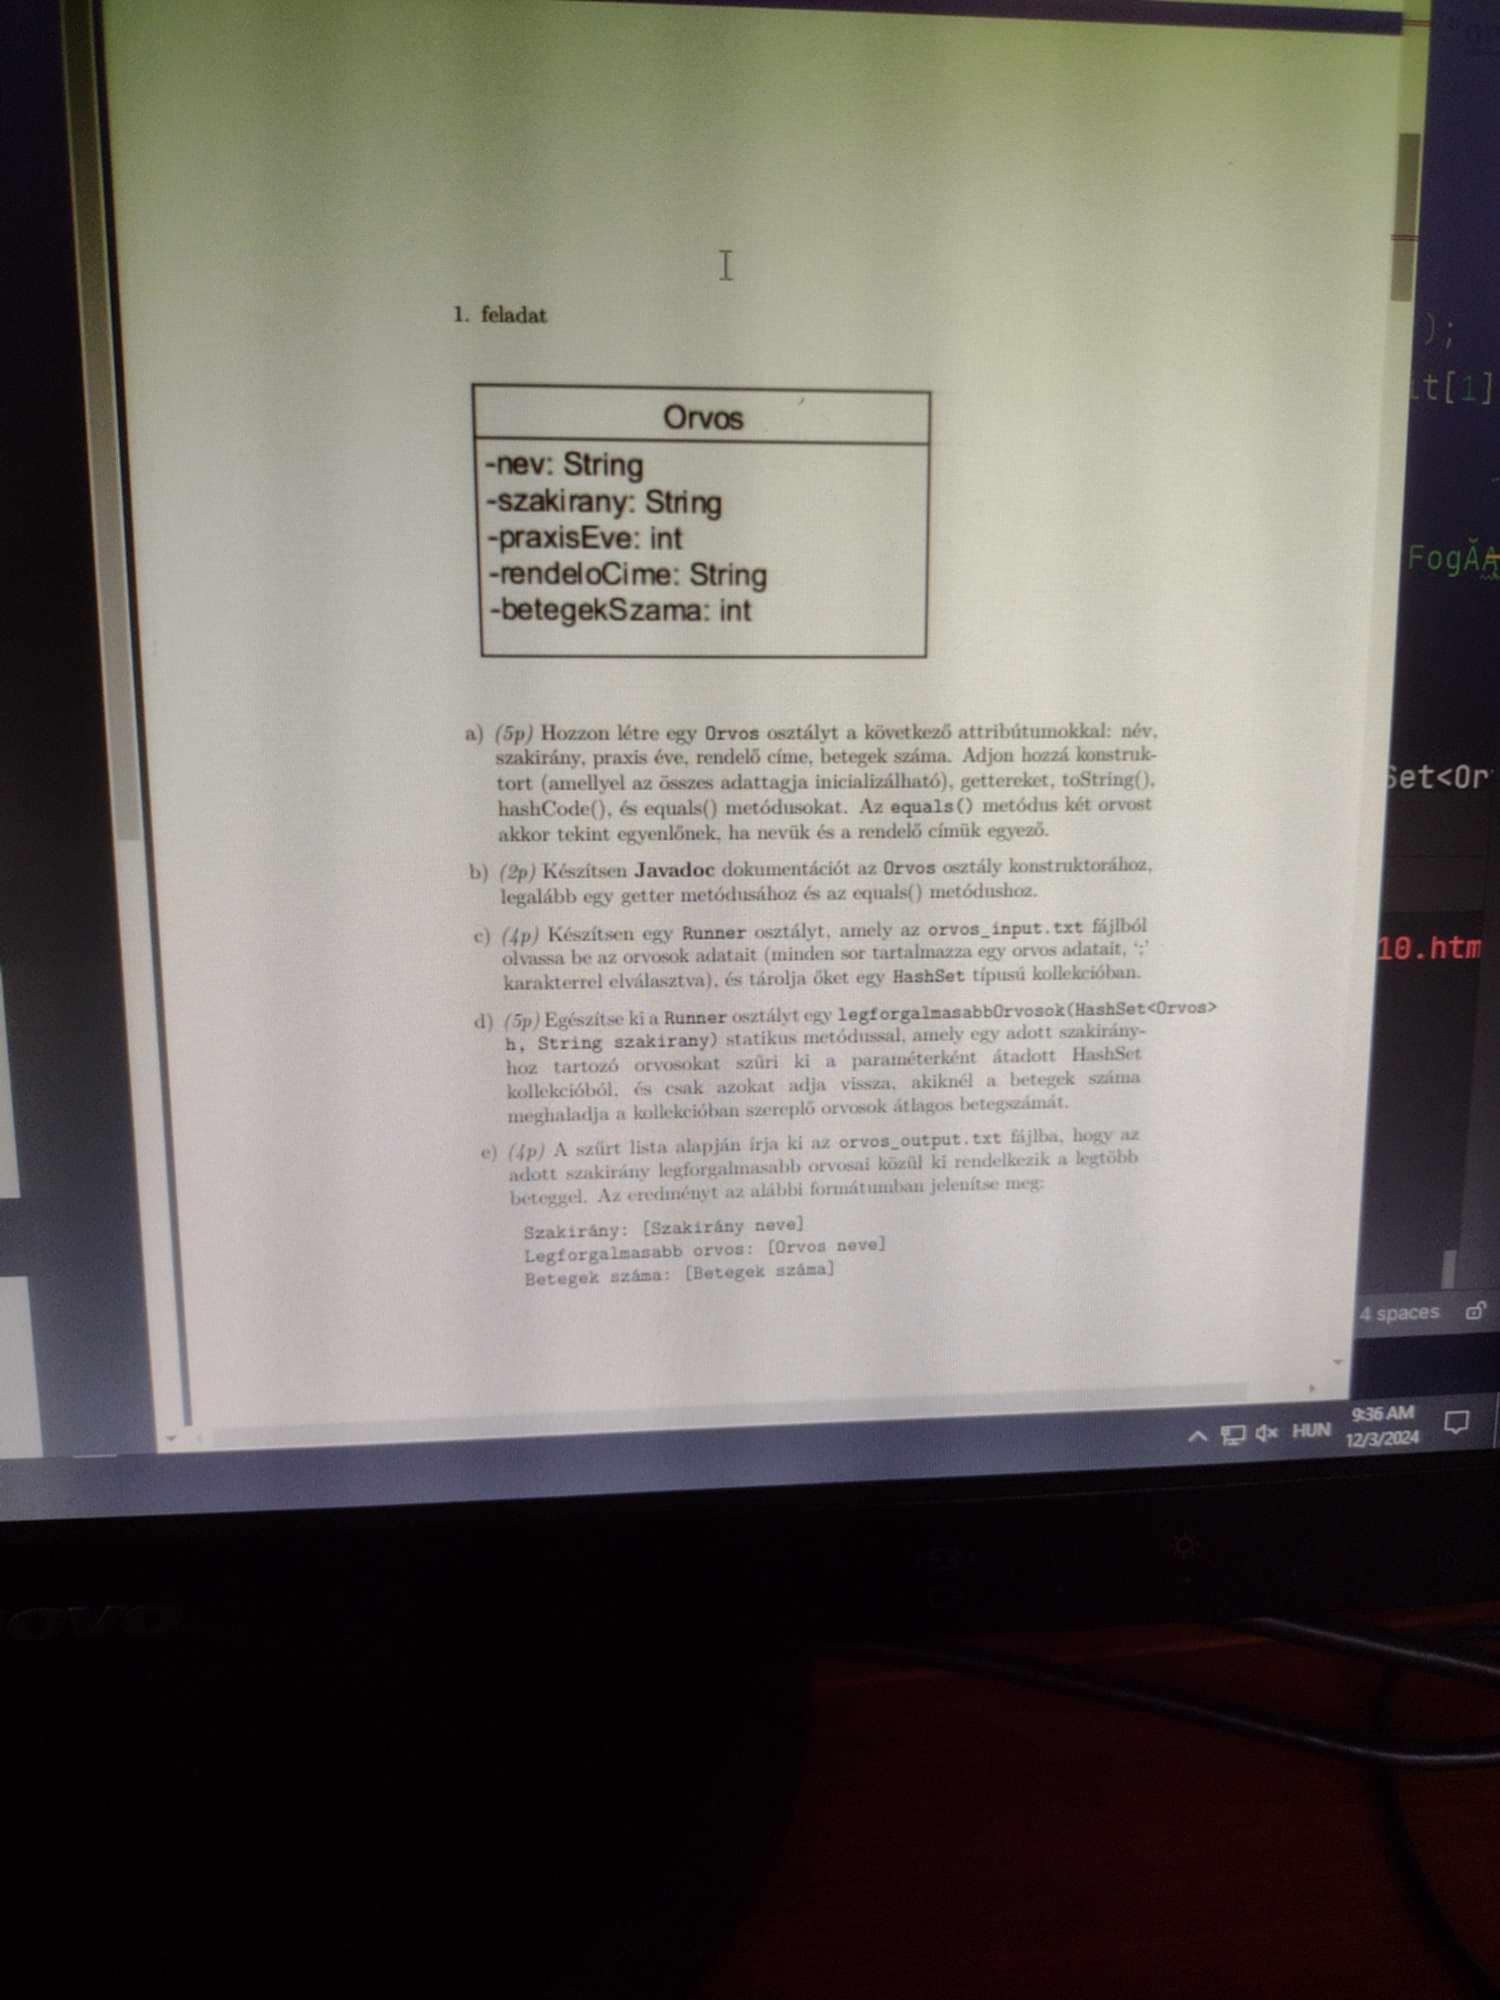 1. feladat
Orvos
-nev: String
-szakirany: String
-praxisEve: int
-rendeloCime: String
-betegekSzama: int
a) (5p) Hozzon létre egy Orvos osztályt a következő attribútumokkal: név,
szakirány, praxis éve, rendelő címe, betegek száma. Adjon hozzá konstruk-
tort (amellyel az összes adattagja inicializálható), gettereket, toString(),
hashCode(), és equals() metódusokat. Az equals() metódus két orvost
akkor tekint egyenlőnek, ha nevük és a rendelő címük egyező.
b) (2p) Készítsen Javadoc dokumentációt az Orvos osztály konstruktorához,
legalább egy getter metódusához és az equals() metódushoz.
c) (4p) Készítsen egy Runner osztályt, amely az orvos_input.txt fájlból
olvassa be az orvosok adatait (minden sor tartalmazza egy orvos adatait, ';'
karakterrel elválasztva), és tárolja őket egy HashSet típusú kollekcióban.
d) (5p) Egészítse ki a Runner osztályt egy legforgalmasabbOrvosok(HashSet<Orvos>
h, String szakirany) statikus metódussal, amely egy adott szakirány-
hoz tartozó orvosokat szűri ki a paraméterként átadott HashSet
kollekcióból, és csak azokat adja vissza, akiknél a betegek száma
meghaladja a kollekcióban szereplő orvosok átlagos betegszámát.
e) (4p) A szűrt lista alapján írja ki az orvos_output.txt fájlba, hogy az
adott szakirány legforgalmasabb orvosai közül ki rendelkezik a legtöbb
beteggel. Az eredményt az alábbi formátumban jelenítse meg:
Szakirány: [Szakirány neve]
Legforgalmasabb orvos: [Orvos neve]
Betegek száma: [Betegek száma]
);
it[1]
FogĂA
Set<Or
10.htm
4 spaces
HUN
9:36 AM
12/3/2024